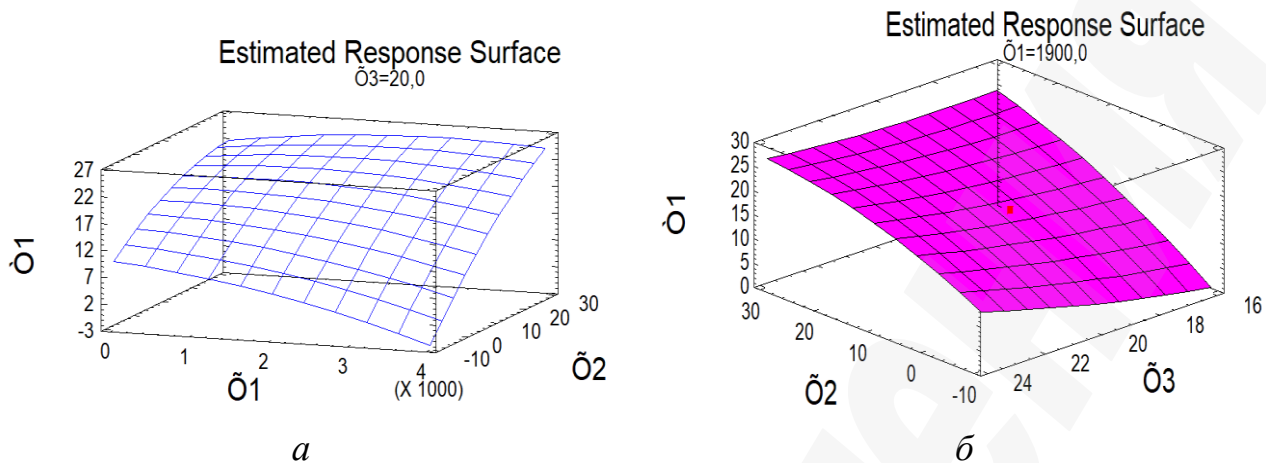 Estimated Response Surface
Õ3=20,0
27
22
17
12
7
2
-3
Ò1
0
1
2
3
4
(X 1000)
Õ1
-10
0
10
20
30
Õ2
а
Estimated Response Surface
Õ1=1900,0
30
25
20
15
10
5
0
Ò1
30
20
10
0
-10
Õ2
24
22
20
18
16
Õ3
б